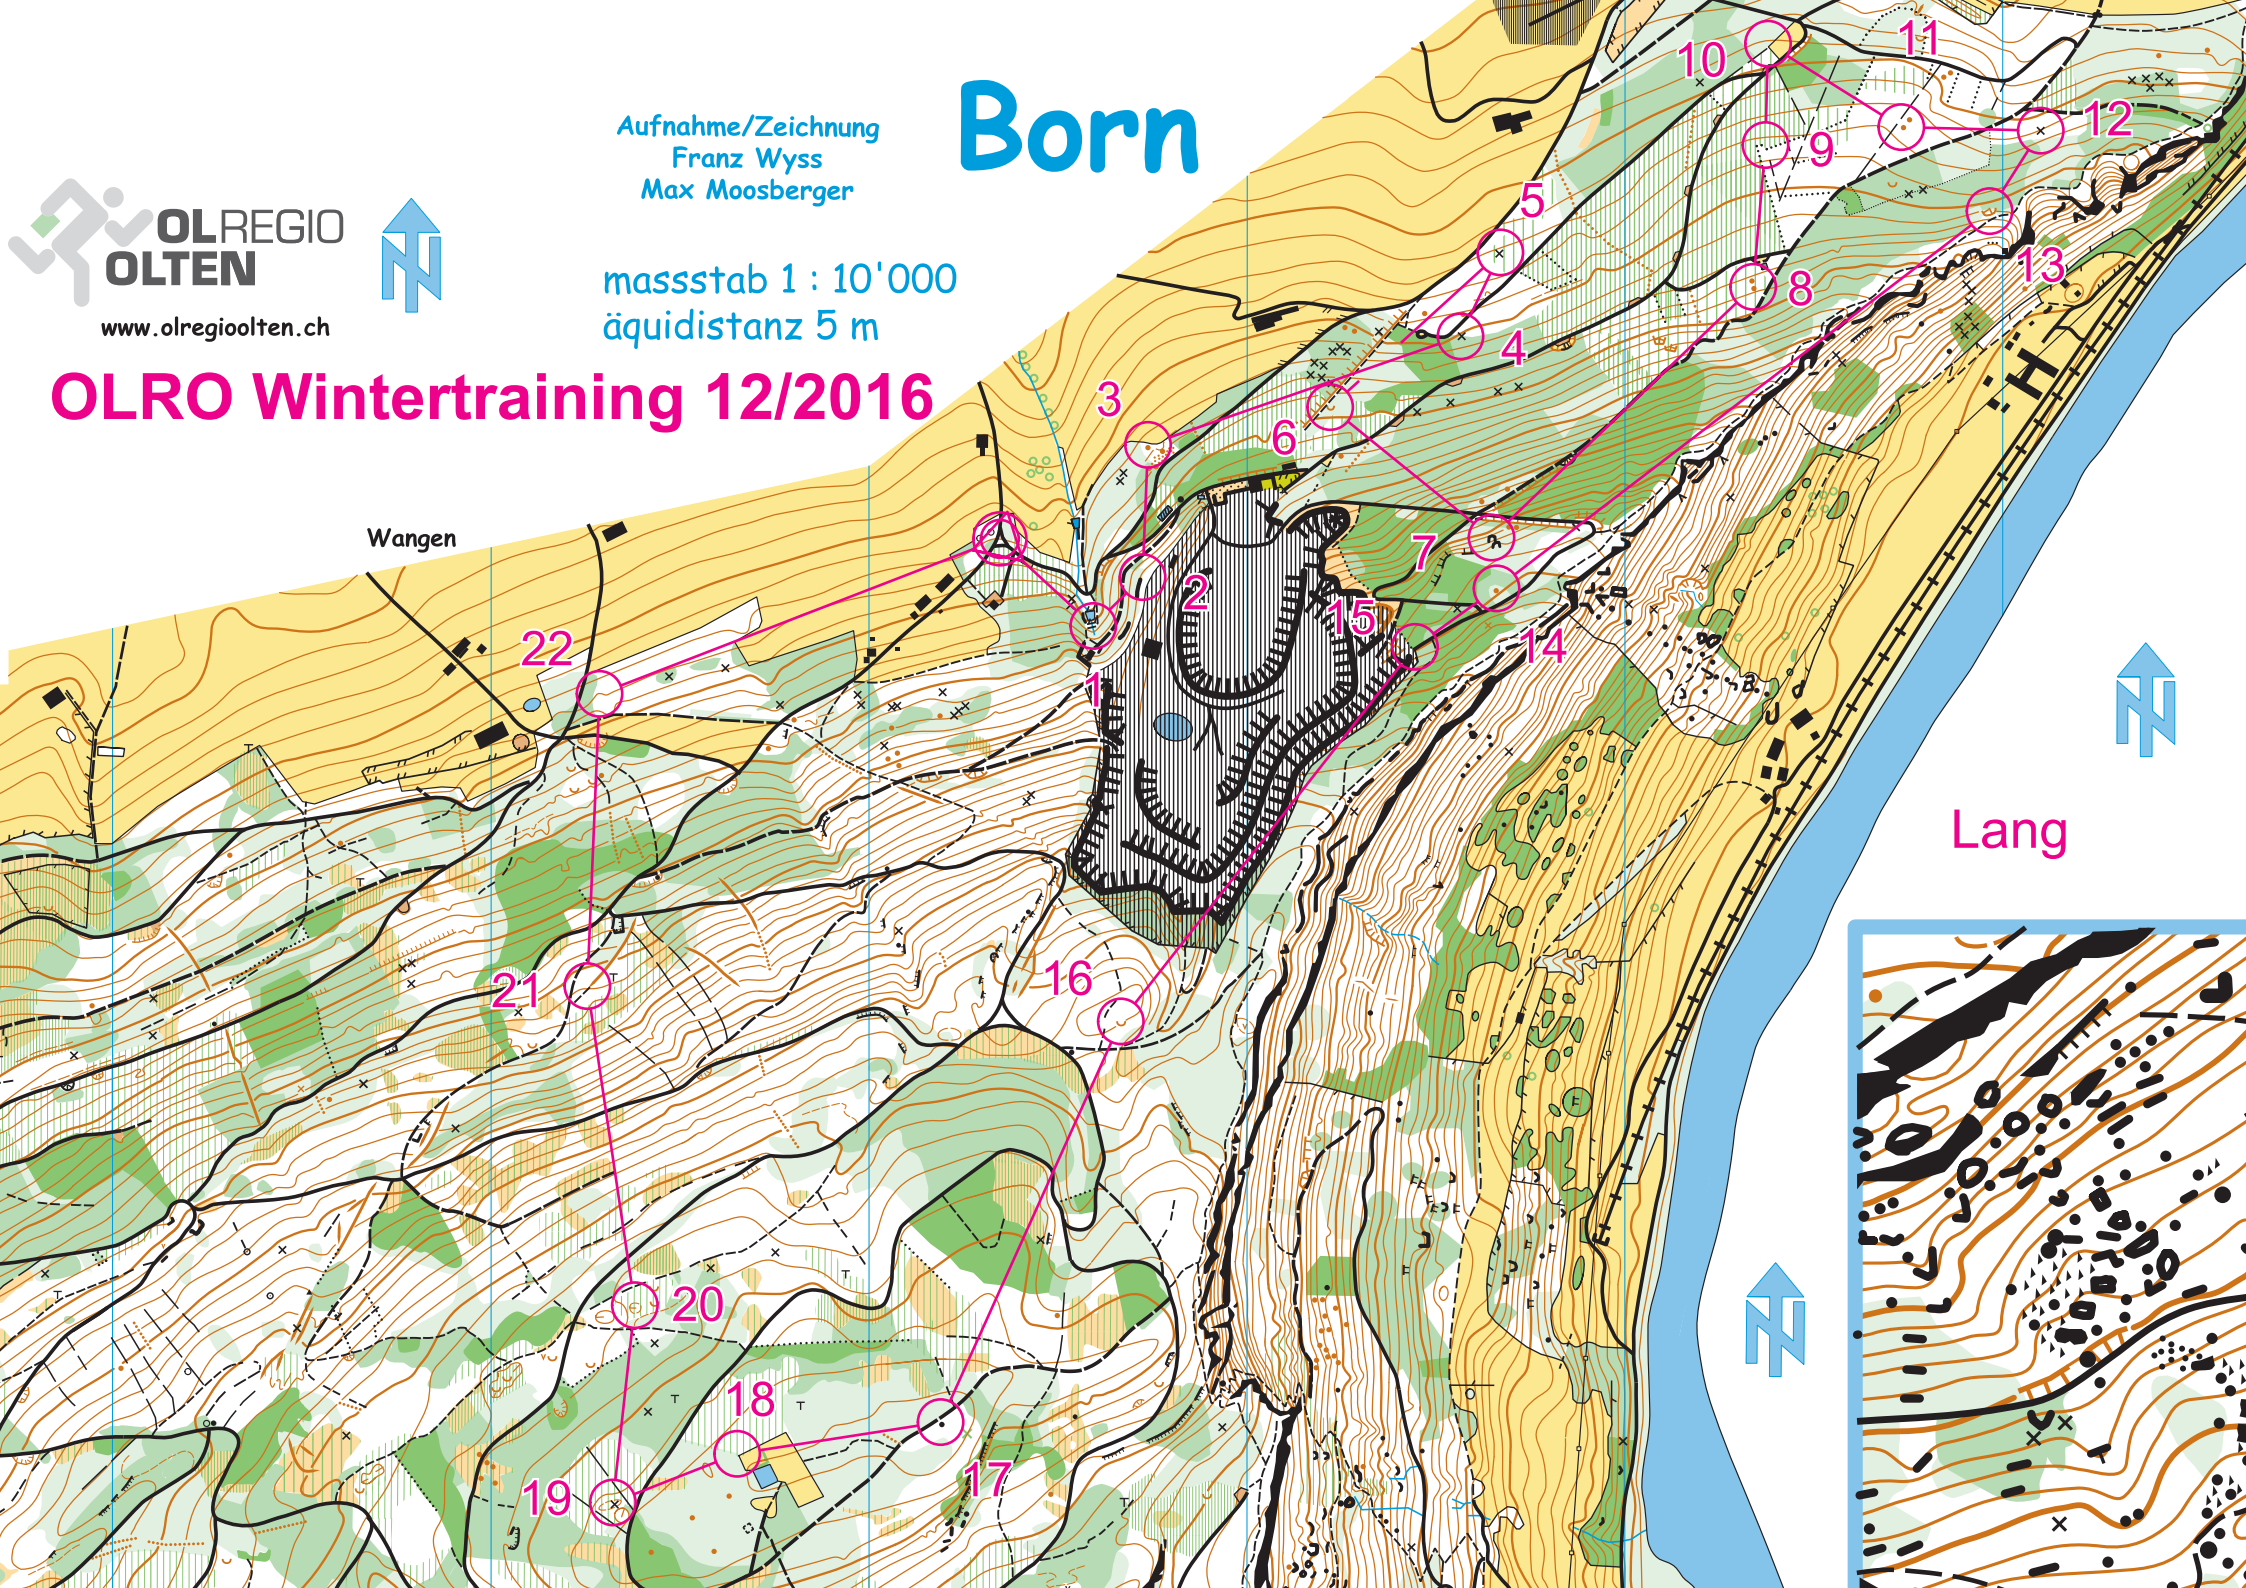 Born
Aufnahme/Zeichnung
Franz Wyss
Max Moosberger
OLREGIO
OLTEN
www.olregioolten.ch
massstab 1 : 10'000
äquidistanz 5 m
OLRO Wintertraining 12/2016
Wangen
Lang
1
2
3
4
5
6
7
8
9
10
11
12
13
14
15
16
17
18
19
20
21
22